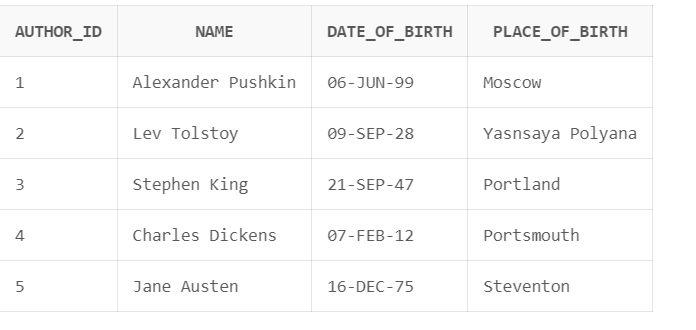 AUTHOR_ID NAME DATE_OF_BIRTH PLACE_OF_BIRTH
1 Alexander Pushkin 06-JUN-99 Moscow
2 Lev Tolstoy 09-SEP-28 Yasnsaya Polyana
3 Stephen King 21-SEP-47 Portland
4 Charles Dickens 07-FEB-12 Portsmouth
5 Jane Austen 16-DEC-75 Steventon